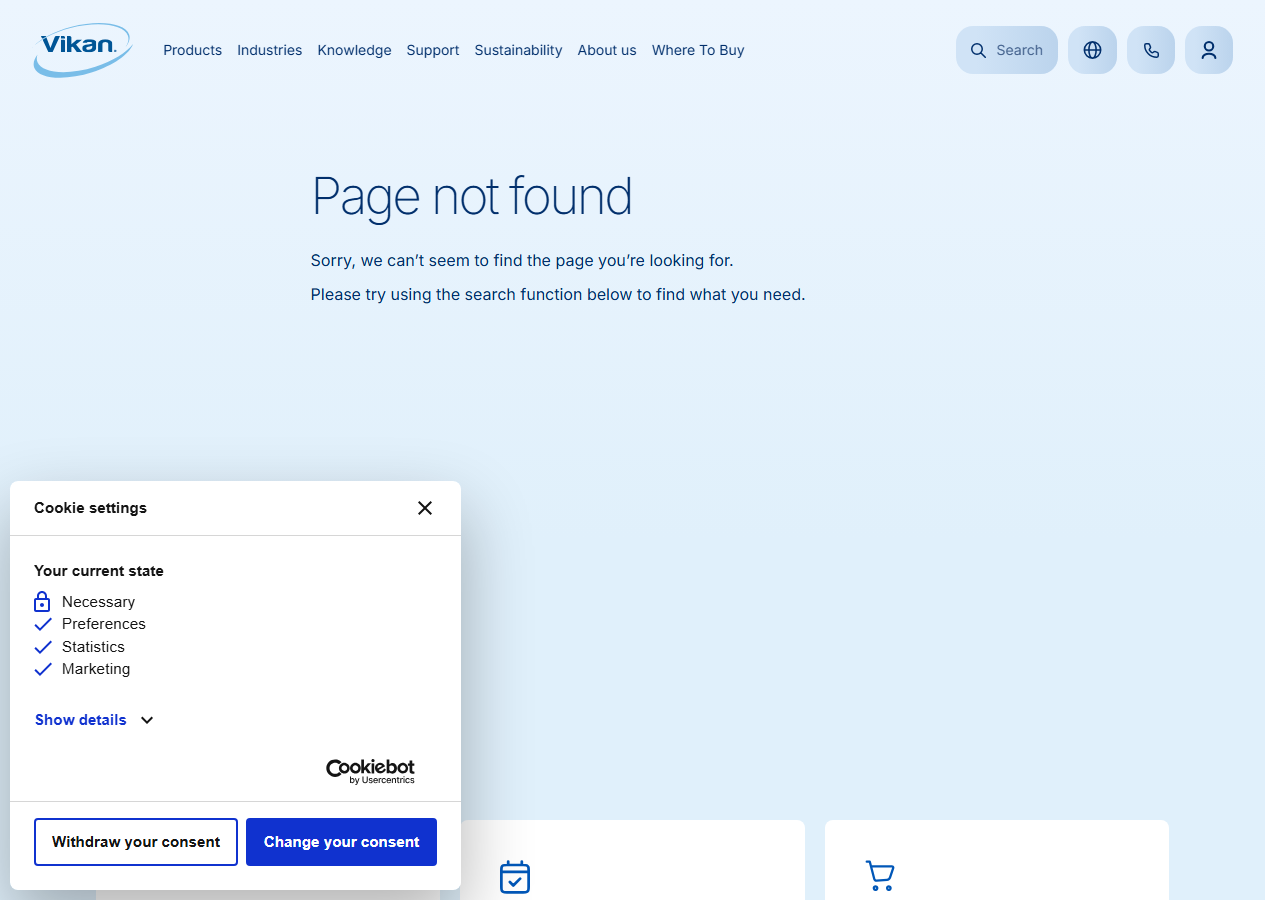 Vikan.
Products Industries Knowledge Support Sustainability About us Where To Buy
Search
Page not found
Sorry, we can’t seem to find the page you’re looking for.
Please try using the search function below to find what you need.
Cookie settings
Your current state
Necessary
Preferences
Statistics
Marketing
Show details
Cookiebot
by Usercentrics
Withdraw your consent
Change your consent